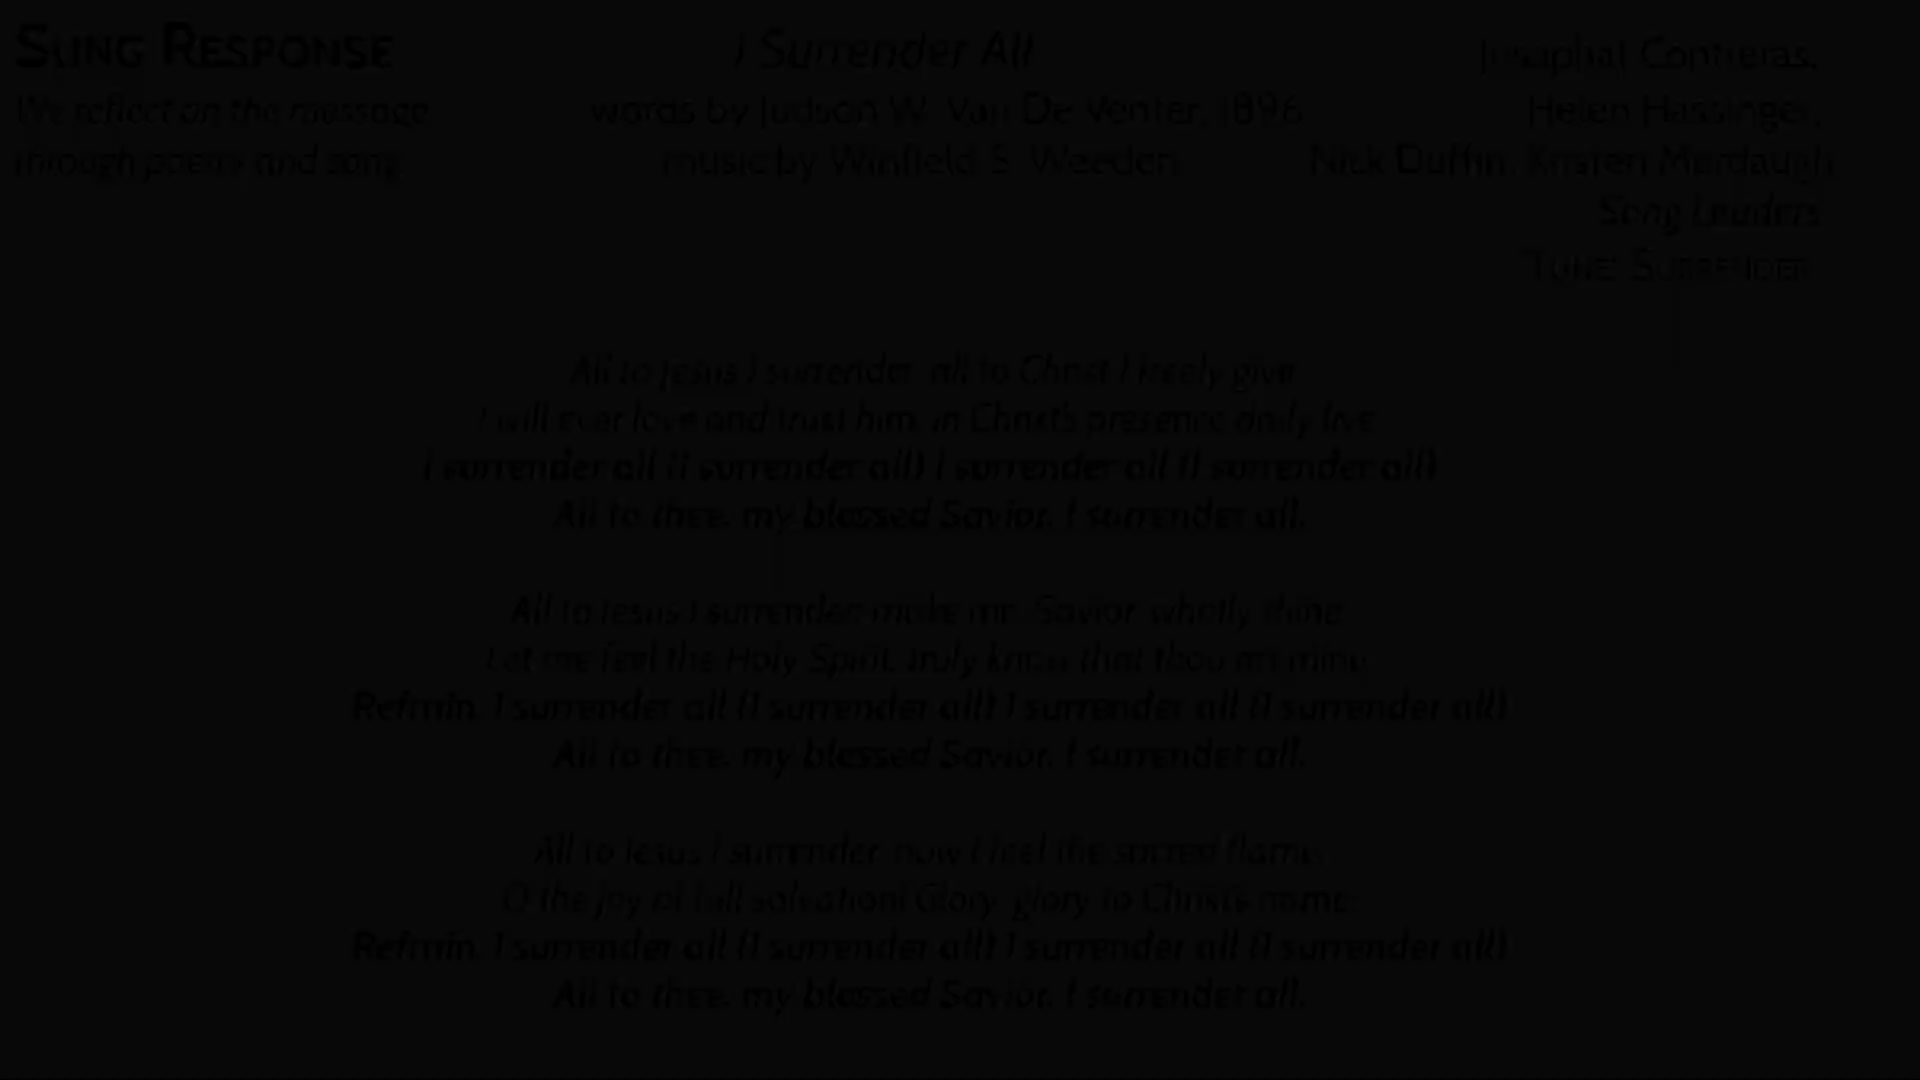 Sung Response
We reflect on the message
through poetry and song.
I Surrender All
words by Judson W. Van De Venter, 1896
music by Winfield S. Weeden
Josaphat Contreras,
Helen Hassinger,
Nick Duffin, Kristen Murdaugh
Song Leaders
Tune: Surrender
All to Jesus I surrender, all to Christ I freely give
I will ever love and trust him, in Christ's presence daily live
I surrender all (I surrender all) I surrender all (I surrender all)
All to thee, my blessed Savior, I surrender all.
All to Jesus I surrender, make me, Savior, wholly thine
Let me feel the Holy Spirit, truly know that thou art mine
Refrain. I surrender all (I surrender all) I surrender all (I surrender all)
All to thee, my blessed Savior, I surrender all.
All to Jesus I surrender, now I feel the sacred flame
O the joy of full salvation! Glory, glory to Christ's name
Refrain. I surrender all (I surrender all) I surrender all (I surrender all)
All to thee, my blessed Savior, I surrender all.